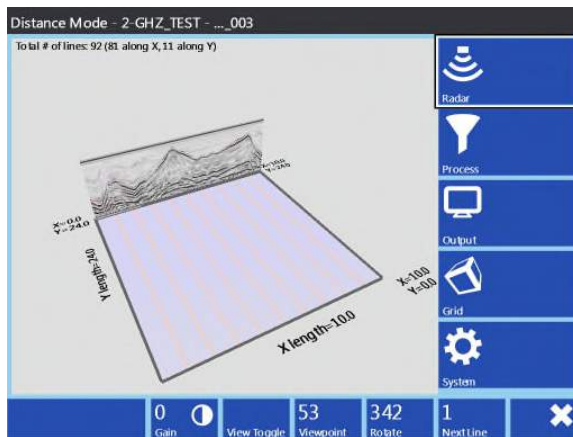 Distance Mode - 2-GHZ_TEST - ..._003
Total # of lines: 92 (81 along X, 11 along Y)
Radar
Process
Output
Grid
System
X=0.0
Y=24.0
X=10.0
Y=24.0
Y length=24.0
X=10.0
Y=0.0
X length=10.0
0
Gain
View Toggle
53
Viewpoint
342
Rotate
1
Next Line